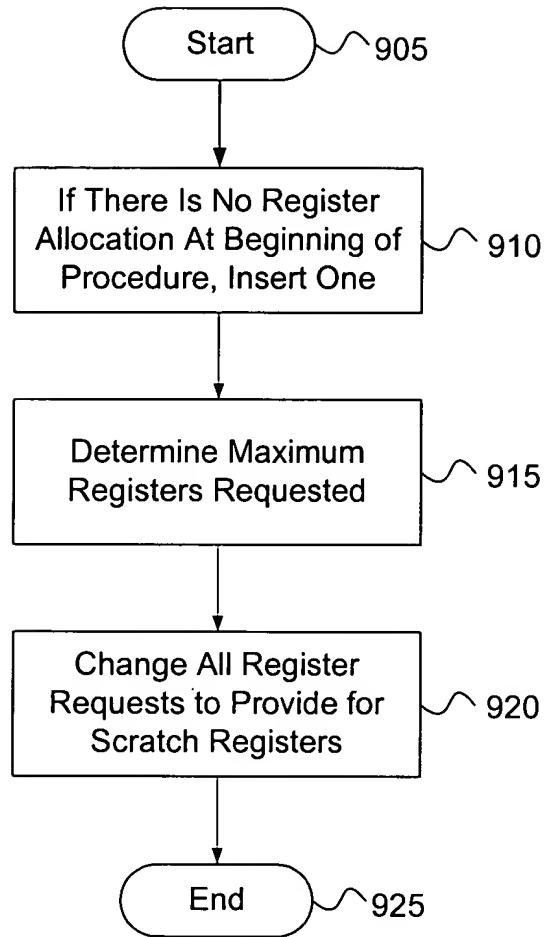 Start
905
If There Is No Register
Allocation At Beginning of
Procedure, Insert One
910
Determine Maximum
Registers Requested
915
Change All Register
Requests to Provide for
Scratch Registers
920
End
925